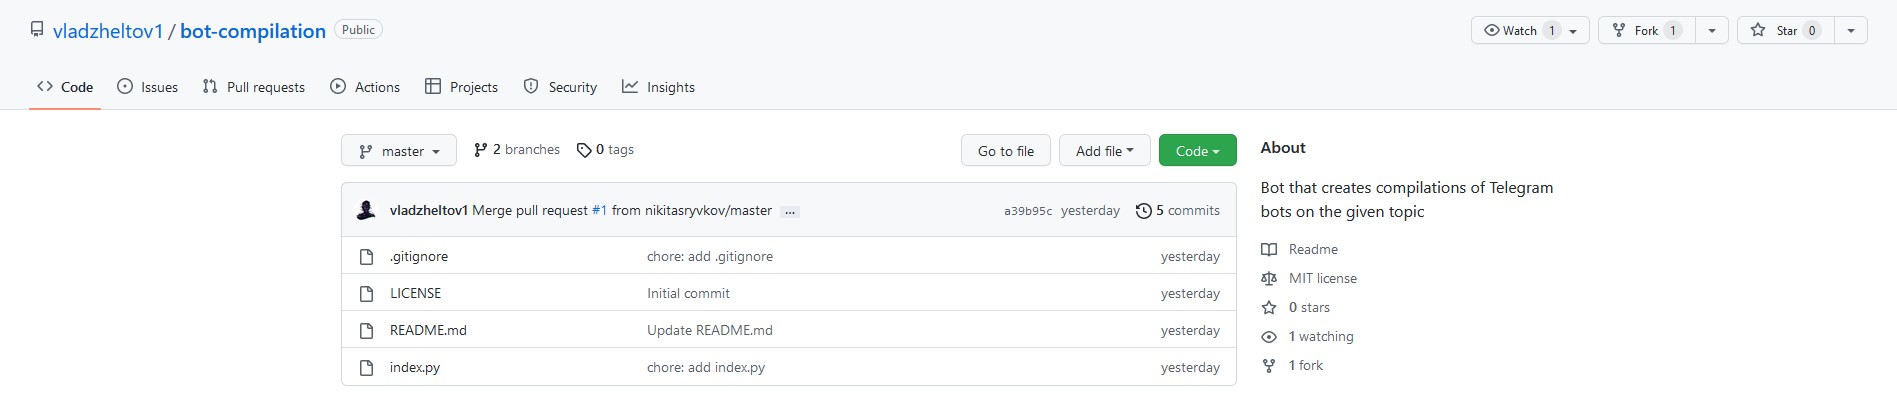 vladzheltov1 / bot-compilation Public Watch 1 Fork 1 Star 0
Code Issues Pull requests Actions Projects Security Insights
master 2 branches 0 tags Go to file Add file Code
vladzheltov1 Merge pull request #1 from nikitasryvkov/master ... a39b95c yesterday 5 commits
.gitignore chore: add .gitignore yesterday
LICENSE Initial commit yesterday
README.md Update README.md yesterday
index.py chore: add index.py yesterday
About
Bot that creates compilations of Telegram
bots on the given topic
Readme
MIT license
0 stars
1 watching
1 fork